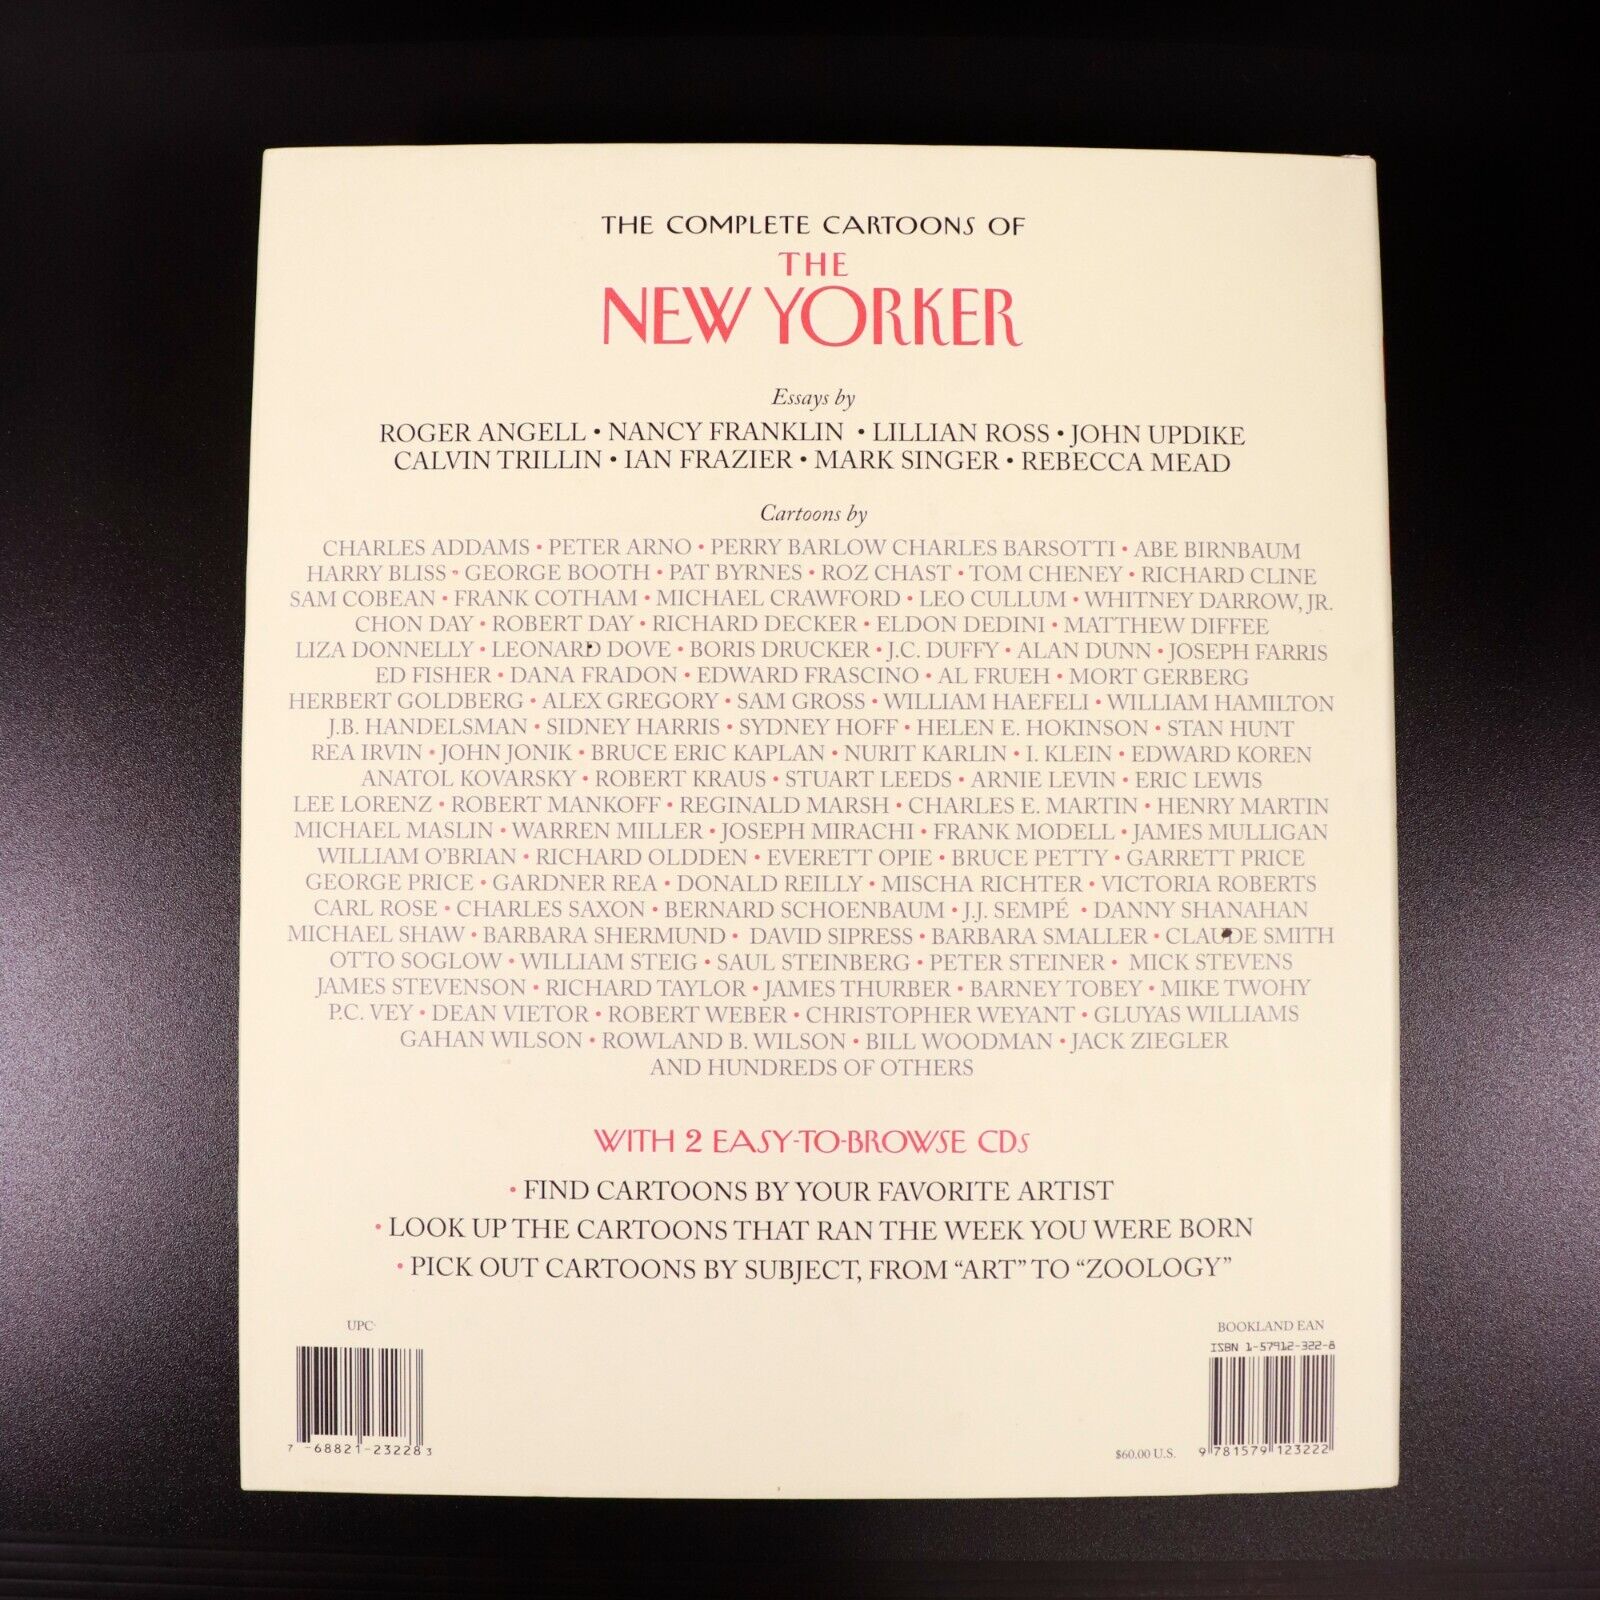 THE COMPLETE CARTOONS OF
THE
NEW YORKER
Essays by
ROGER ANGELL • NANCY FRANKLIN • LILLIAN ROSS • JOHN UPDIKE
CALVIN TRILLIN • IAN FRAZIER • MARK SINGER • REBECCA MEAD
Cartoons by
CHARLES ADDAMS • PETER ARNO • PERRY BARLOW CHARLES BARSOTTI • ABE BIRNBAUM
HARRY BLISS • GEORGE BOOTH • PAT BYRNES • ROZ CHAST • TOM CHENEY • RICHARD CLINE
SAM COBEAN • FRANK COTHAM • MICHAEL CRAWFORD • LEO CULLUM • WHITNEY DARROW, JR.
CHON DAY • ROBERT DAY • RICHARD DECKER • ELDON DEDINI • MATTHEW DIFFEE
LIZA DONNELLY • LEONARD DOVE • BORIS DRUCKER • J.C. DUFFY • ALAN DUNN • JOSEPH FARRIS
ED FISHER • DANA FRADON • EDWARD FRASCINO • AL FRUEH • MORT GERBERG
HERBERT GOLDBERG • ALEX GREGORY • SAM GROSS • WILLIAM HAEFELI • WILLIAM HAMILTON
J.B. HANDELSMAN • SIDNEY HARRIS • SYDNEY HOFF • HELEN E. HOKINSON • STAN HUNT
REA IRVIN • JOHN JONIK • BRUCE ERIC KAPLAN • NURIT KARLIN • I. KLEIN • EDWARD KOREN
ANATOL KOVARSKY • ROBERT KRAUS • STUART LEEDS • ARNIE LEVIN • ERIC LEWIS
LEE LORENZ • ROBERT MANKOFF • REGINALD MARSH • CHARLES E. MARTIN • HENRY MARTIN
MICHAEL MASLIN • WARREN MILLER • JOSEPH MIRACHI • FRANK MODELL • JAMES MULLIGAN
WILLIAM O'BRIAN • RICHARD OLDDEN • EVERETT OPIE • BRUCE PETTY • GARRETT PRICE
GEORGE PRICE • GARDNER REA • DONALD REILLY • MISCHA RICHTER • VICTORIA ROBERTS
CARL ROSE • CHARLES SAXON • BERNARD SCHOENBAUM • J.J. SEMPÉ • DANNY SHANAHAN
MICHAEL SHAW • BARBARA SHERMUND • DAVID SIPRESS • BARBARA SMALLER • CLAUDE SMITH
OTTO SOGLOW • WILLIAM STEIG • SAUL STEINBERG • PETER STEINER • MICK STEVENS
JAMES STEVENSON • RICHARD TAYLOR • JAMES THURBER • BARNEY TOBEY • MIKE TWOHY
P.C. VEY • DEAN VIETOR • ROBERT WEBER • CHRISTOPHER WEYANT • GLUYAS WILLIAMS
GAHAN WILSON • ROWLAND B. WILSON • BILL WOODMAN • JACK ZIEGLER
AND HUNDREDS OF OTHERS
WITH 2 EASY-TO-BROWSE CDs
• FIND CARTOONS BY YOUR FAVORITE ARTIST
• LOOK UP THE CARTOONS THAT RAN THE WEEK YOU WERE BORN
• PICK OUT CARTOONS BY SUBJECT, FROM “ART” TO “ZOOLOGY”
UPC
7 68821 23228 3
BOOKLAND EAN
ISBN 1-57912-322-8
$60.00 U.S.
9 781579 123222